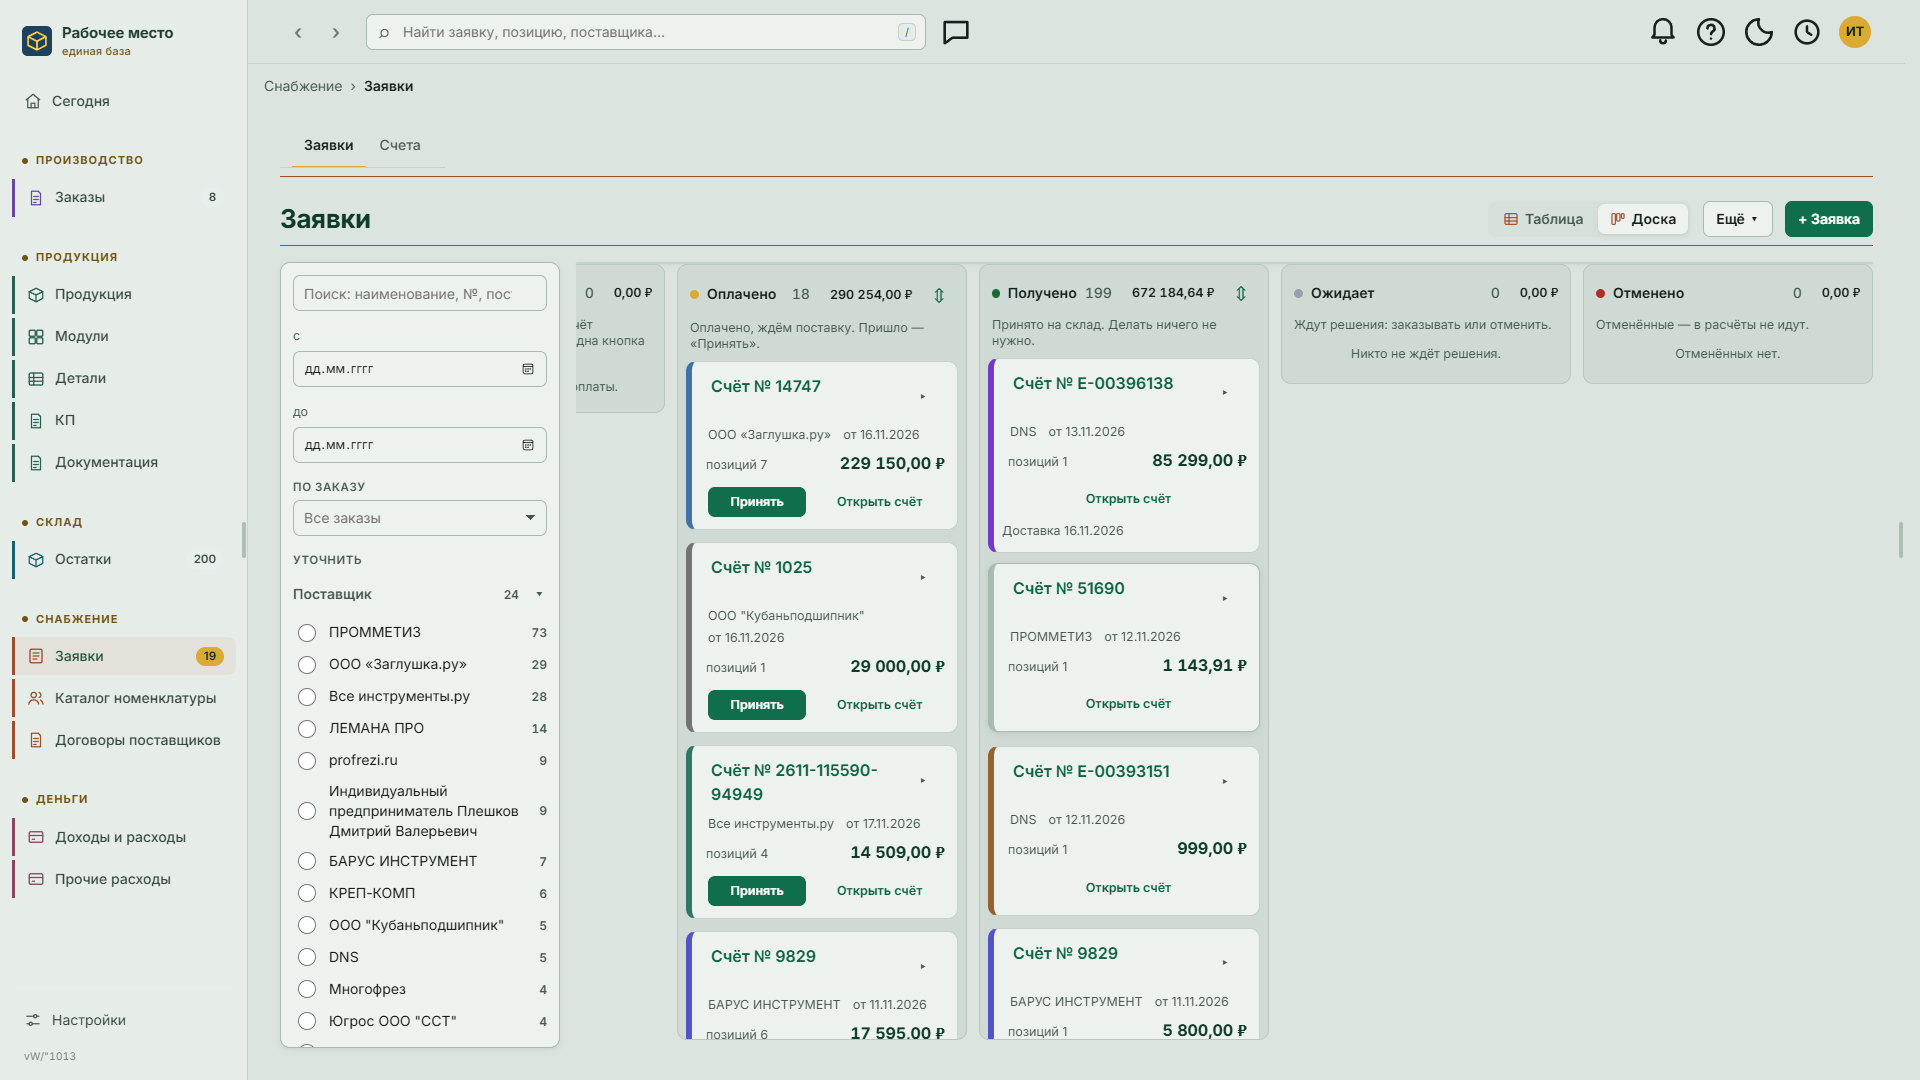 Рабочее место
единая база
Сегодня
ПРОИЗВОДСТВО
Заказы 8
ПРОДУКЦИЯ
Продукция
Модули
Детали
КП
Документация
СКЛАД
Остатки 200
СНАБЖЕНИЕ
Заявки 19
Каталог номенклатуры
Договоры поставщиков
ДЕНЬГИ
Доходы и расходы
Прочие расходы
Настройки
vW/"1013
Найти заявку, позицию, поставщика... /
ИТ
Снабжение › Заявки
Заявки Счета
Заявки
Таблица Доска Ещё + Заявка
Поиск: наименование, №, пос
с
дд.мм.гггг
до
дд.мм.гггг
ПО ЗАКАЗУ
Все заказы
УТОЧНИТЬ
Поставщик 24
ПРОММЕТИЗ 73
ООО «Заглушка.ру» 29
Все инструменты.ру 28
ЛЕМАНА ПРО 14
profrezi.ru 9
Индивидуальный
предприниматель Плешков 9
Дмитрий Валерьевич
БАРУС ИНСТРУМЕНТ 7
КРЕП-КОМП 6
ООО "Кубаньподшипник" 5
DNS 5
Многофрез 4
Югрос ООО "ССТ" 4
0 0,00 ₽
чёт
дна кнопка
оплаты.
Оплачено 18 290 254,00 ₽
Оплачено, ждём поставку. Пришло —
«Принять».
Счёт № 14747
ООО «Заглушка.ру» от 16.11.2026
позиций 7 229 150,00 ₽
Принять Открыть счёт
Счёт № 1025
ООО "Кубаньподшипник"
от 16.11.2026
позиций 1 29 000,00 ₽
Принять Открыть счёт
Счёт № 2611-115590-
94949
Все инструменты.ру от 17.11.2026
позиций 4 14 509,00 ₽
Принять Открыть счёт
Счёт № 9829
БАРУС ИНСТРУМЕНТ от 11.11.2026
позиций 6 17 595,00 ₽
Получено 199 672 184,64 ₽
Принято на склад. Делать ничего не
нужно.
Счёт № E-00396138
DNS от 13.11.2026
позиций 1 85 299,00 ₽
Открыть счёт
Доставка 16.11.2026
Счёт № 51690
ПРОММЕТИЗ от 12.11.2026
позиций 1 1 143,91 ₽
Открыть счёт
Счёт № E-00393151
DNS от 12.11.2026
позиций 1 999,00 ₽
Открыть счёт
Счёт № 9829
БАРУС ИНСТРУМЕНТ от 11.11.2026
позиций 1 5 800,00 ₽
Ожидает 0 0,00 ₽
Ждут решения: заказывать или отменить.
Никто не ждёт решения.
Отменено 0 0,00 ₽
Отменённые — в расчёты не идут.
Отменённых нет.